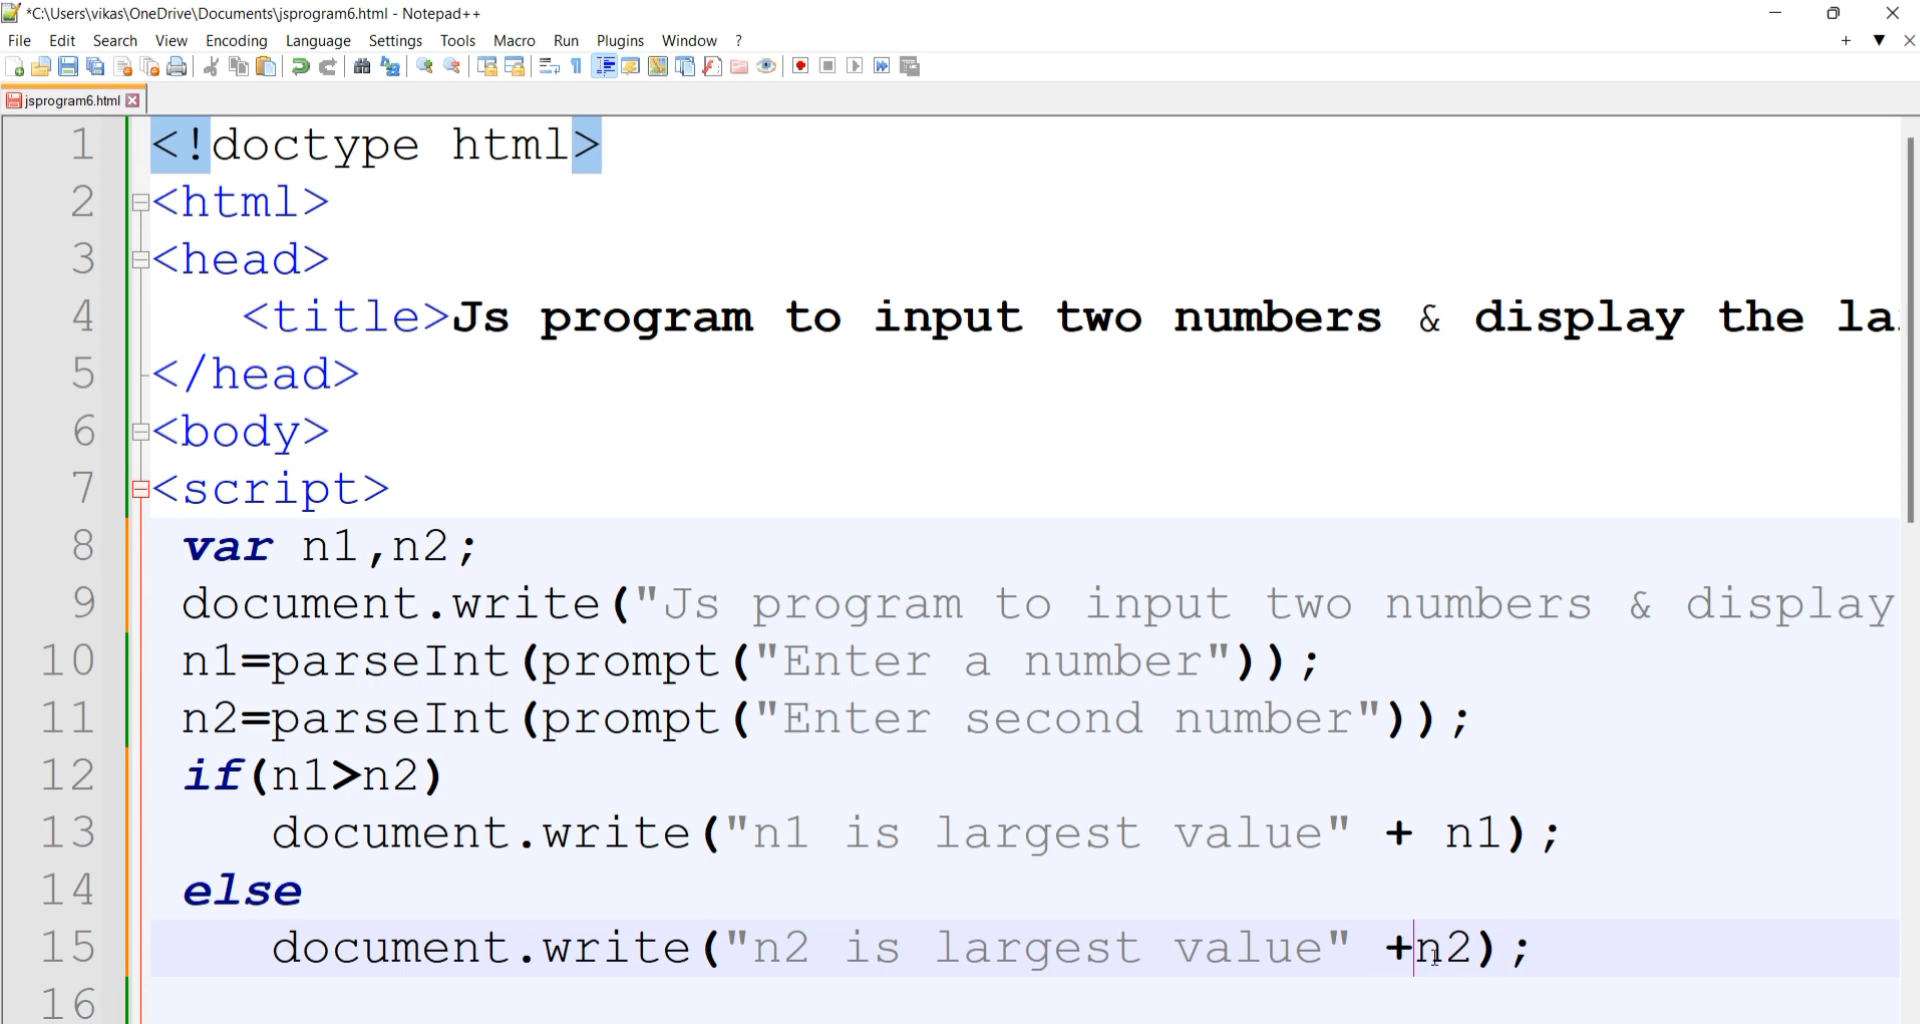 *C:\Users\vikas\OneDrive\Documents\jsprogram6.html - Notepad++
File Edit Search View Encoding Language Settings Tools Macro Run Plugins Window ?
jsprogram6.html
1 <!doctype html>
2 <html>
3 <head>
4 <title>Js program to input two numbers & display the la
5 </head>
6 <body>
7 <script>
8 var n1,n2;
9 document.write("Js program to input two numbers & display
10 n1=parseInt(prompt("Enter a number"));
11 n2=parseInt(prompt("Enter second number"));
12 if(n1>n2)
13 document.write("n1 is largest value" + n1);
14 else
15 document.write("n2 is largest value" +n2);
16